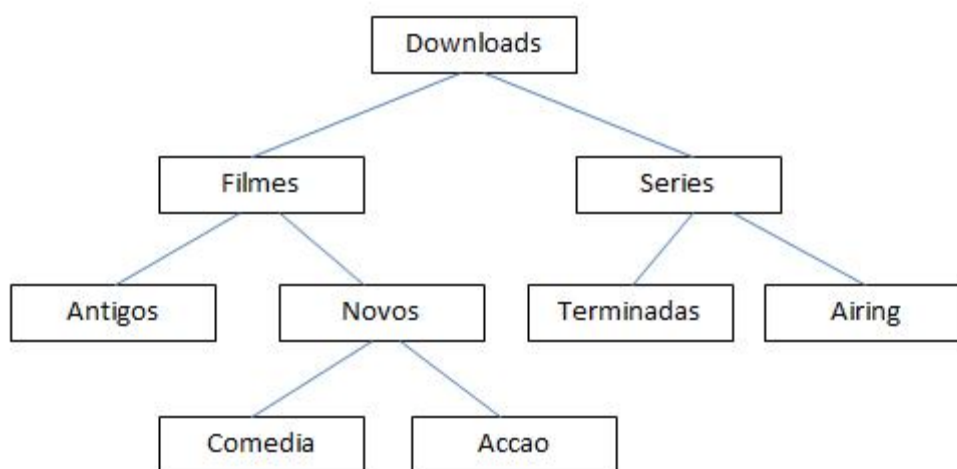 Downloads
Filmes
Series
Antigos
Novos
Terminadas
Airing
Comedia
Accao